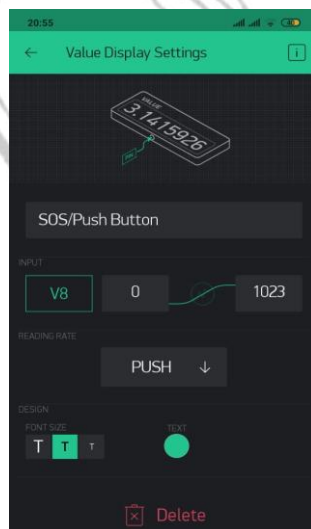 20:55
Value Display Settings
VALUE
3.1415926
SOS/Push Button
INPUT
V8 0 1023
READING RATE
PUSH
DESIGN
FONT SIZE TEXT
T T T
Delete